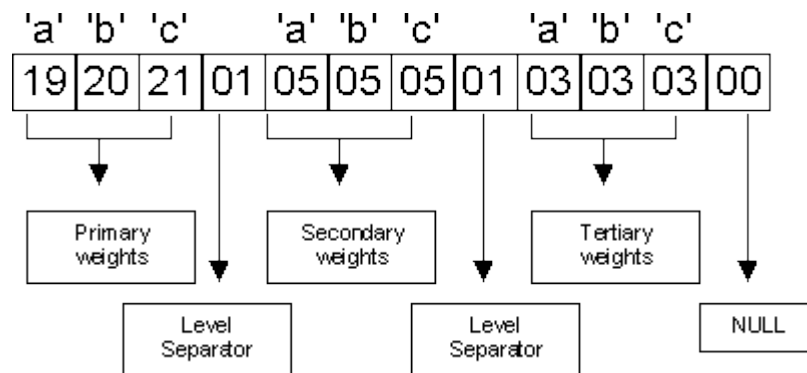 'a' 'b' 'c' 'a' 'b' 'c' 'a' 'b' 'c'
19 20 21 01 05 05 05 01 03 03 03 00
Primary
weights
Secondary
weights
Tertiary
weights
Level
Separator
Level
Separator
NULL